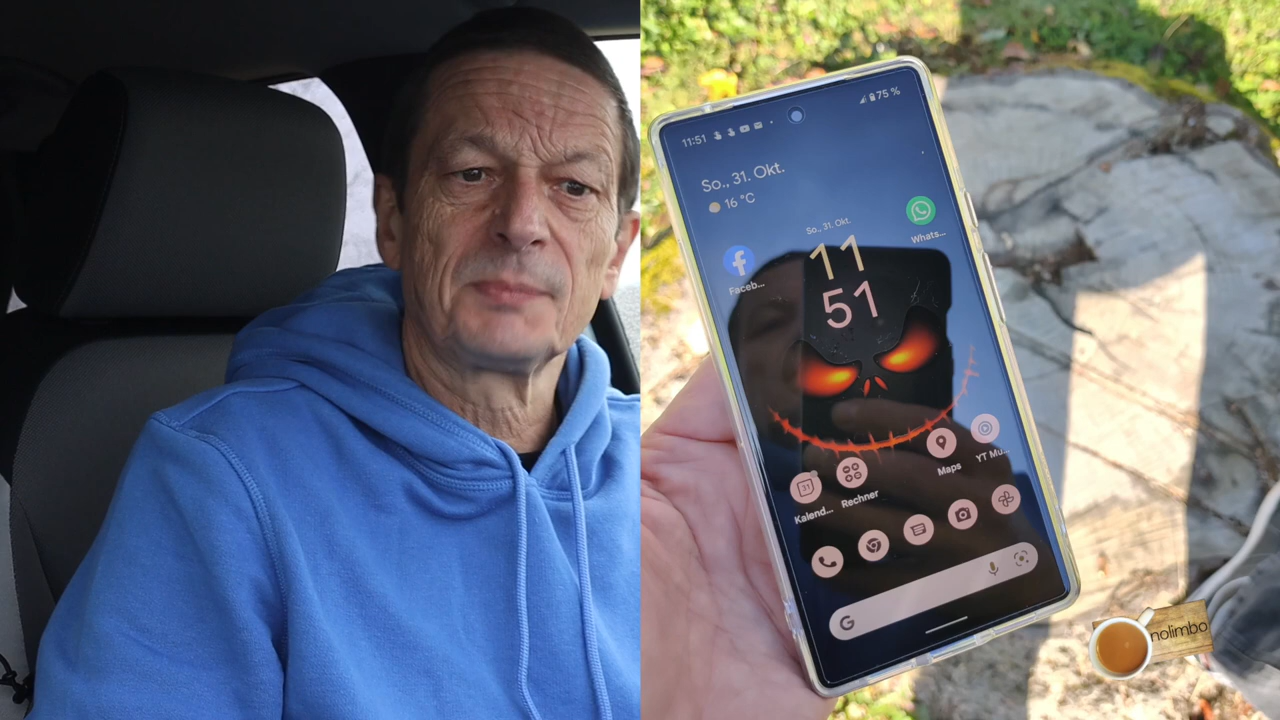 11:51
75 %
So., 31. Okt.
16 °C
So., 31. Okt.
11
51
Faceb...
Whats...
31
Kalend...
Rechner
Maps
YT Mu...
G
nolimbo